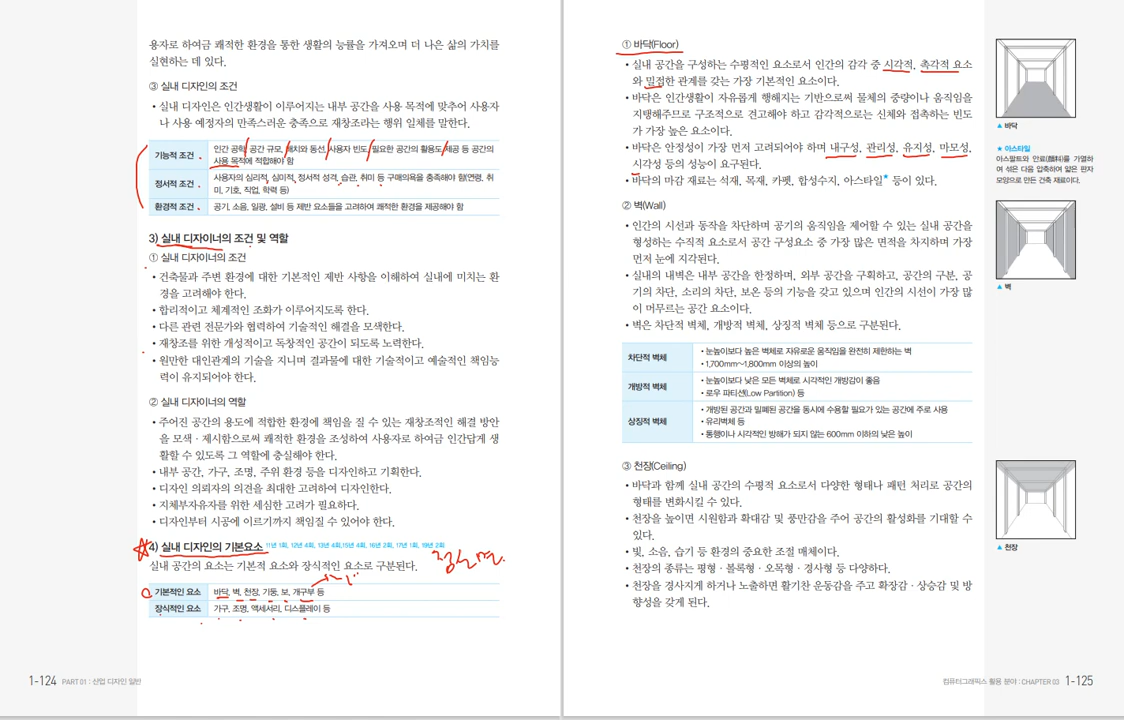 용자로 하여금 쾌적한 환경을 통한 생활의 능률을 가져오며 더 나은 삶의 가치를
실현하는 데 있다.
③ 실내 디자인의 조건
• 실내 디자인은 인간생활이 이루어지는 내부 공간을 사용 목적에 맞추어 사용자
나 사용 예정자의 만족스러운 충족으로 재창조라는 행위 일체를 말한다.
기능적 조건
인간 공학, 공간 규모, 배치와 동선, 사용자 빈도, 필요한 공간의 활용도, 제공 등 공간의
사용 목적에 적합해야 함
정서적 조건
사용자의 심리적, 심미적, 정서적 성격, 습관, 취미 등 구매의욕을 충족해야 함(연령, 취
미, 기호, 직업, 학력 등)
환경적 조건
공기, 소음, 일광, 설비 등 제반 요소들을 고려하여 쾌적한 환경을 제공해야 함
3) 실내 디자이너의 조건 및 역할
① 실내 디자이너의 조건
• 건축물과 주변 환경에 대한 기본적인 제반 사항을 이해하여 실내에 미치는 환
경을 고려해야 한다.
• 합리적이고 체계적인 조화가 이루어지도록 한다.
• 다른 관련 전문가와 협력하여 기술적인 해결을 모색한다.
• 재창조를 위한 개성적이고 독창적인 공간이 되도록 노력한다.
• 원만한 대인관계의 기술을 지니며 결과물에 대한 기술적이고 예술적인 책임능
력이 유지되어야 한다.
② 실내 디자이너의 역할
• 주어진 공간의 용도에 적합한 환경에 책임을 질 수 있는 재창조적인 해결 방안
을 모색·제시함으로써 쾌적한 환경을 조성하여 사용자로 하여금 인간답게 생
활할 수 있도록 그 역할에 충실해야 한다.
• 내부 공간, 가구, 조명, 주위 환경 등을 디자인하고 기획한다.
• 디자인 의뢰자의 의견을 최대한 고려하여 디자인한다.
• 지체부자유자를 위한 세심한 고려가 필요하다.
• 디자인부터 시공에 이르기까지 책임질 수 있어야 한다.
4) 실내 디자인의 기본요소 11년 1회, 12년 4회, 13년 4회, 15년 4회, 16년 2회, 17년 1회, 18년 2회
실내 공간의 요소는 기본적 요소와 장식적인 요소로 구분된다.
기본적인 요소
바닥, 벽, 천장, 기둥, 보, 개구부 등
장식적인 요소
가구, 조명, 액세서리, 디스플레이 등
1-124 PART 01 : 산업 디자인 일반
① 바닥(Floor)
• 실내 공간을 구성하는 수평적인 요소로서 인간의 감각 중 시각적, 촉각적 요소
와 밀접한 관계를 갖는 가장 기본적인 요소이다.
• 바닥은 인간생활이 자유롭게 행해지는 기반으로써 물체의 중량이나 움직임을
지탱해주므로 구조적으로 견고해야 하고 감각적으로는 신체와 접촉하는 빈도
가 가장 높은 요소이다.
• 바닥은 안정성이 가장 먼저 고려되어야 하며 내구성, 관리성, 유지성, 마모성,
시각성 등의 성능이 요구된다.
• 바닥의 마감 재료는 석재, 목재, 카펫, 합성수지, 아스타일★ 등이 있다.
② 벽(Wall)
• 인간의 시선과 동작을 차단하며 공기의 움직임을 제어할 수 있는 실내 공간을
형성하는 수직적 요소로서 공간 구성요소 중 가장 많은 면적을 차지하며 가장
먼저 눈에 지각된다.
• 실내의 내벽은 내부 공간을 한정하며, 외부 공간을 구획하고, 공간의 구분, 공
기의 차단, 소리의 차단, 보온 등의 기능을 갖고 있으며 인간의 시선이 가장 많
이 머무르는 공간 요소이다.
• 벽은 차단적 벽체, 개방적 벽체, 상징적 벽체 등으로 구분된다.
차단적 벽체
• 눈높이보다 높은 벽체로 자유로운 움직임을 완전히 제한하는 벽
• 1,700mm~1,800mm 이상의 높이
개방적 벽체
• 눈높이보다 낮은 모든 벽체로 시각적인 개방감이 좋음
• 로우 파티션(Low Partition) 등
상징적 벽체
• 개방된 공간과 밀폐된 공간을 동시에 수용할 필요가 있는 공간에 주로 사용
• 유리벽체 등
• 통행이나 시각적인 방해가 되지 않는 600mm 이하의 낮은 높이
③ 천장(Ceiling)
• 바닥과 함께 실내 공간의 수평적 요소로서 다양한 형태나 패턴 처리로 공간의
형태를 변화시킬 수 있다.
• 천장을 높이면 시원함과 확대감 및 풍만감을 주어 공간의 활성화를 기대할 수
있다.
• 빛, 소음, 습기 등 환경의 중요한 조절 매체이다.
• 천장의 종류는 평형·볼록형·오목형·경사형 등 다양하다.
• 천장을 경사지게 하거나 노출하면 활기찬 운동감을 주고 확장감·상승감 및 방
향성을 갖게 된다.
▲ 바닥
★ 아스타일
아스팔트와 안료(顔料)를 가열하
여 섞은 다음 압축하여 얇은 판자
모양으로 만든 건축 재료이다.
▲ 벽
▲ 천장
컴퓨터그래픽스 활용 분야 : CHAPTER 03 1-125